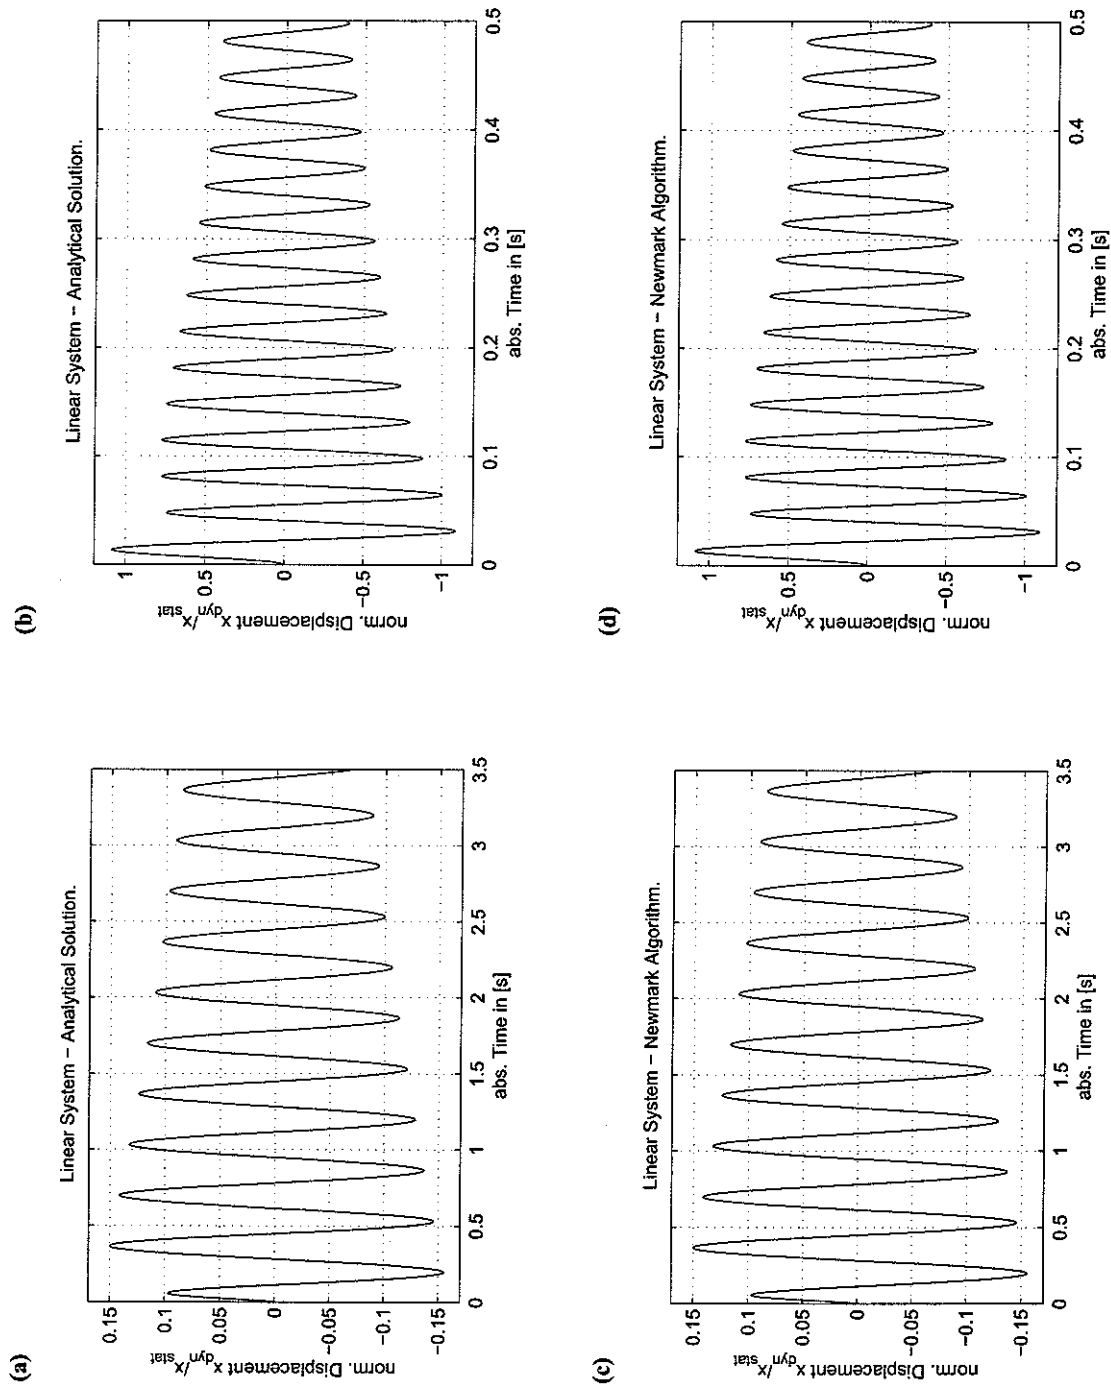 (a)
Linear System – Analytical Solution.
norm. Displacement x_dyn/x_stat
0.15
0.1
0.05
0
−0.05
−0.1
−0.15
0 0.5 1 1.5 2 2.5 3 3.5
abs. Time in [s]
(b)
Linear System – Analytical Solution.
norm. Displacement x_dyn/x_stat
1
0.5
0
−0.5
−1
0 0.1 0.2 0.3 0.4 0.5
abs. Time in [s]
(c)
Linear System – Newmark Algorithm.
norm. Displacement x_dyn/x_stat
0.15
0.1
0.05
0
−0.05
−0.1
−0.15
0 0.5 1 1.5 2 2.5 3 3.5
abs. Time in [s]
(d)
Linear System – Newmark Algorithm.
norm. Displacement x_dyn/x_stat
1
0.5
0
−0.5
−1
0 0.1 0.2 0.3 0.4 0.5
abs. Time in [s]